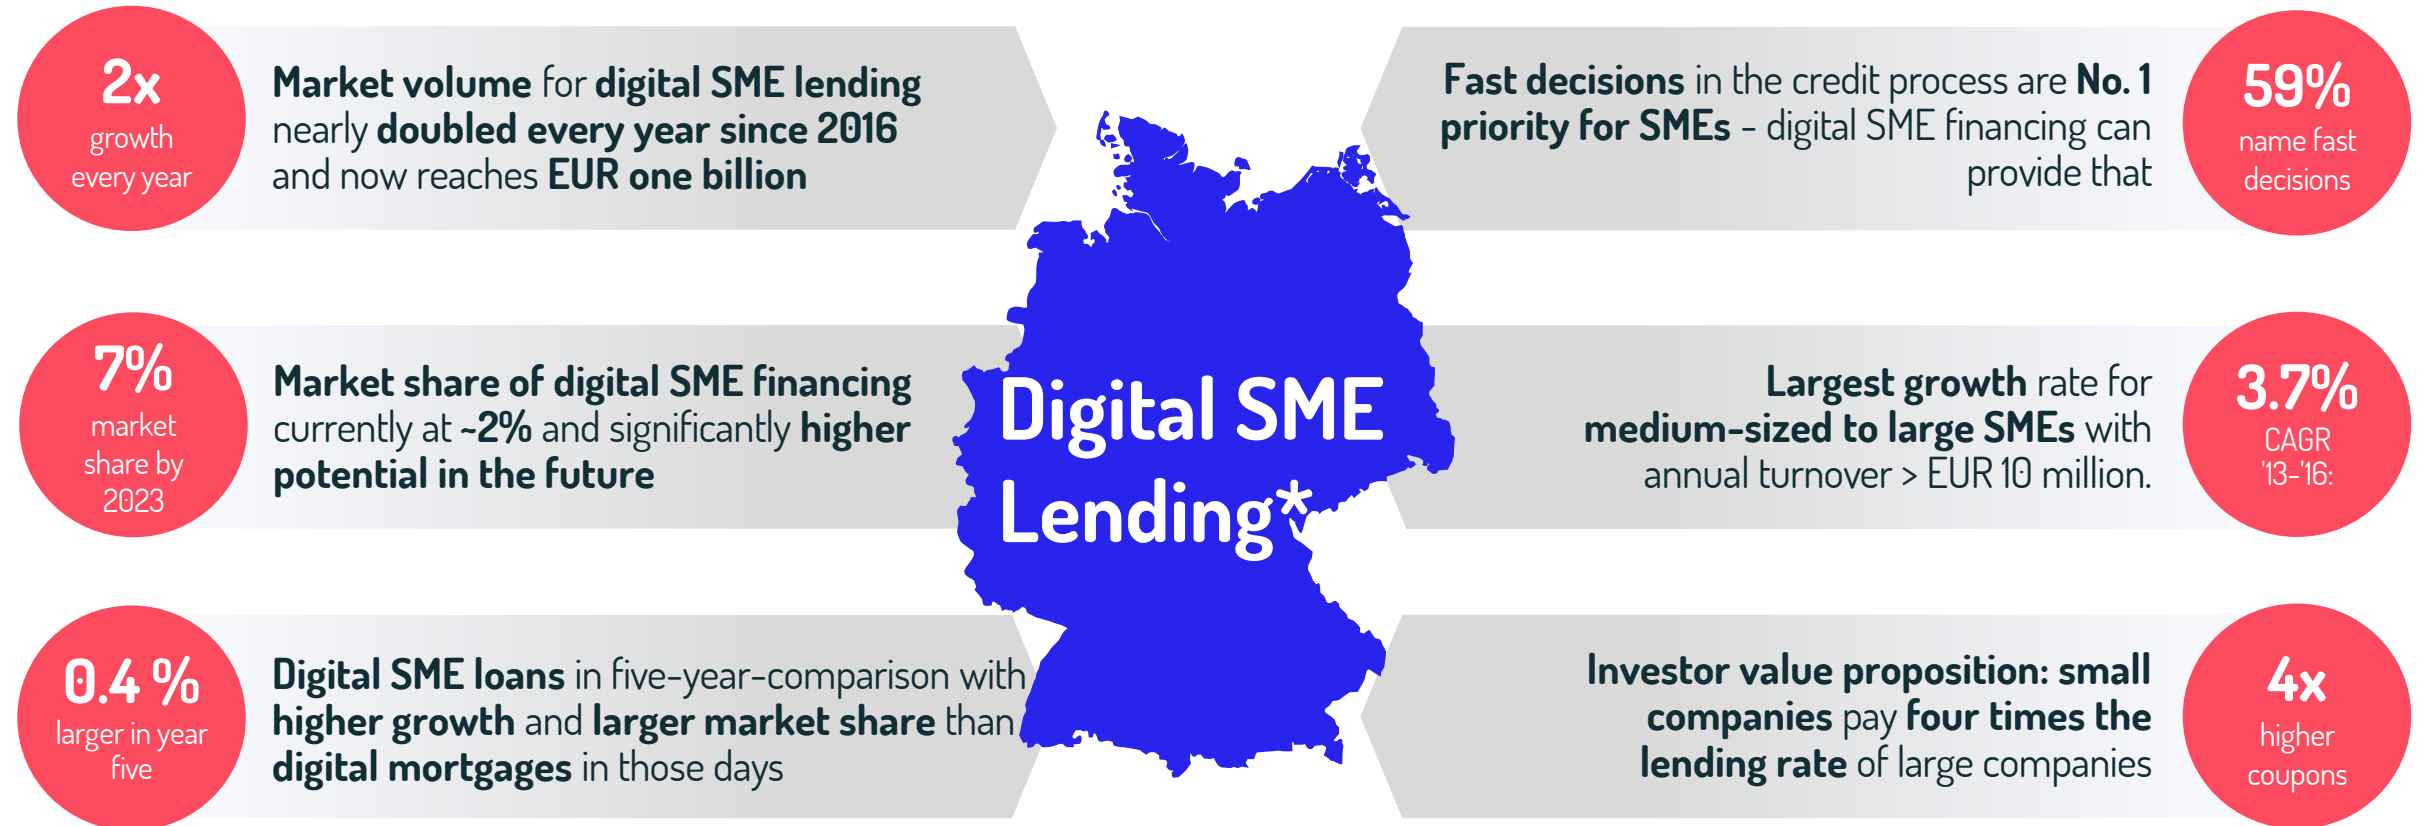 2x
growth
every year
Market volume for digital SME lending
nearly doubled every year since 2016
and now reaches EUR one billion
7%
market
share by
2023
Market share of digital SME financing
currently at ~2% and significantly higher
potential in the future
0.4 %
larger in year
five
Digital SME loans in five-year-comparison with
higher growth and larger market share than
digital mortgages in those days
Digital SME
Lending*
Fast decisions in the credit process are No. 1
priority for SMEs - digital SME financing can
provide that
59%
name fast
decisions
Largest growth rate for
medium-sized to large SMEs with
annual turnover > EUR 10 million.
3.7%
CAGR
'13-'16:
Investor value proposition: small
companies pay four times the
lending rate of large companies
4x
higher
coupons